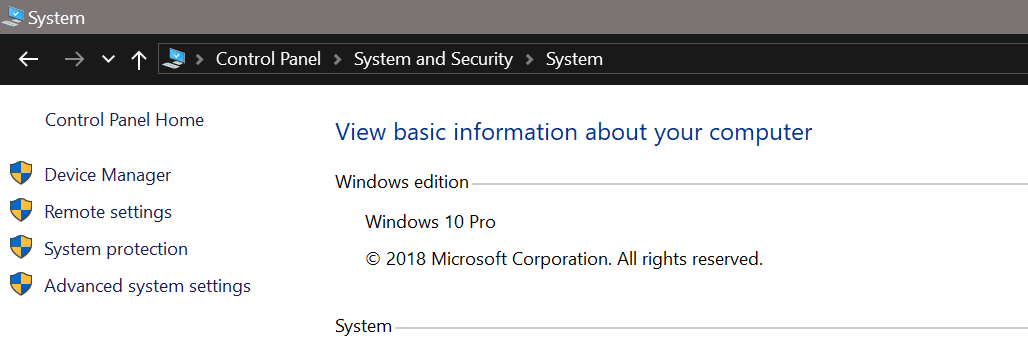 System
Control Panel System and Security System
Control Panel Home
Device Manager
Remote settings
System protection
Advanced system settings
View basic information about your computer
Windows edition
Windows 10 Pro
© 2018 Microsoft Corporation. All rights reserved.
System